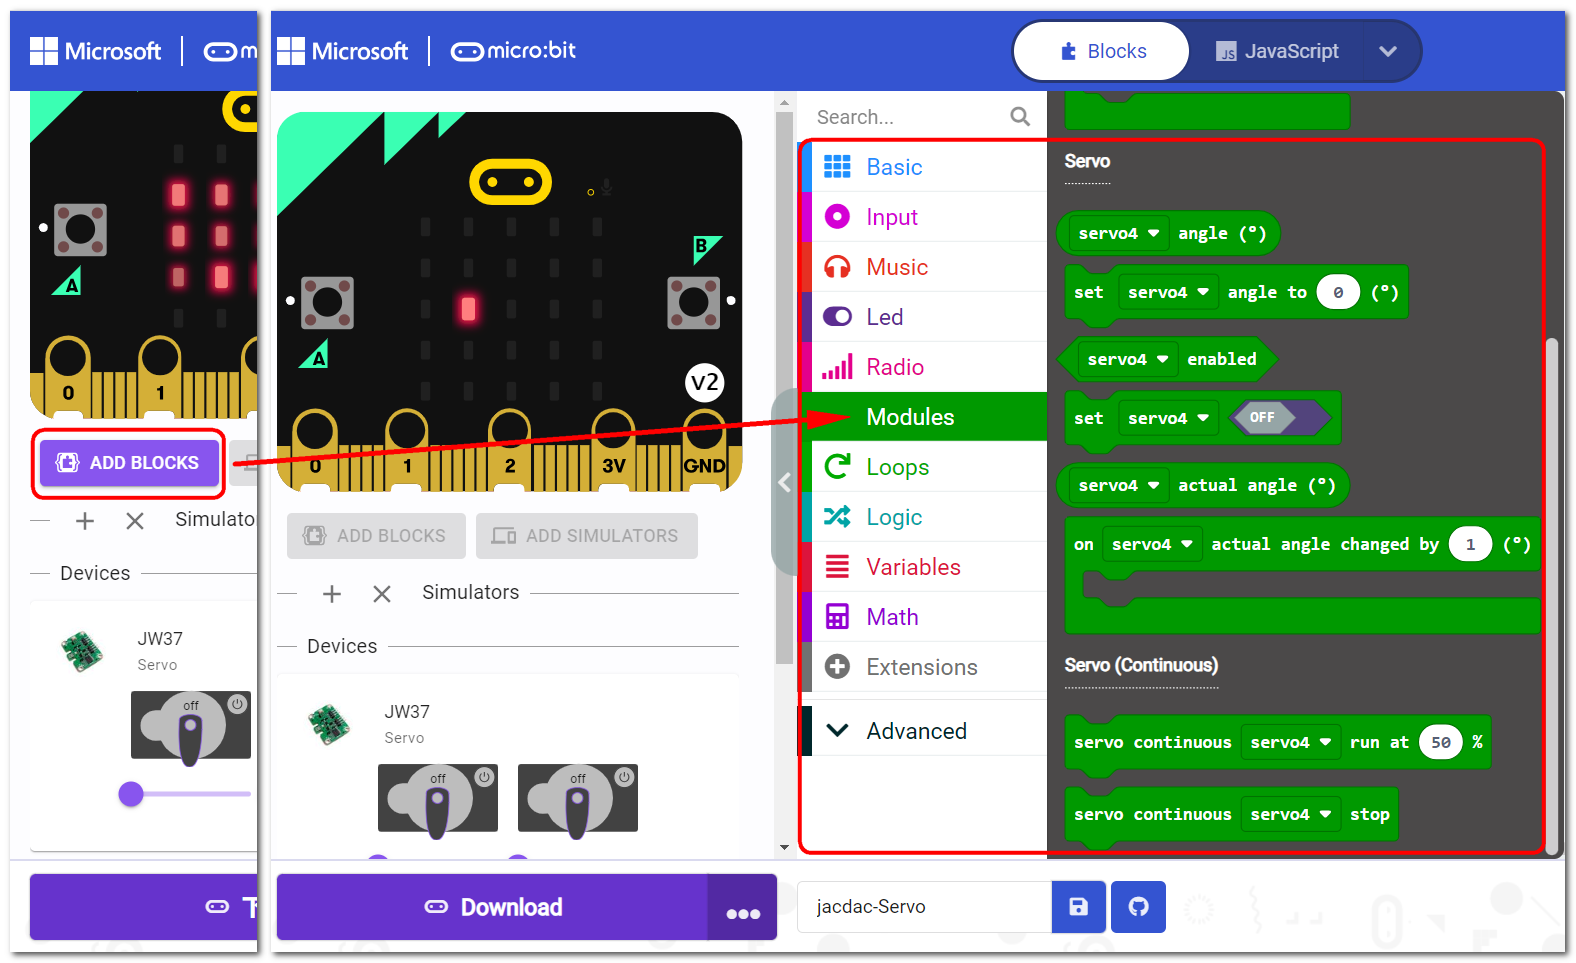 Microsoft
m
A
0 1
ADD BLOCKS
Simulato
Devices
JW37
Servo
off
Microsoft micro:bit
Blocks
JS JavaScript
B
A
V2
0 1 2 3V GND
ADD BLOCKS ADD SIMULATORS
Simulators
Devices
JW37
Servo
off off
Download
Search...
Basic
Input
Music
Led
Radio
Modules
Loops
Logic
Variables
Math
Extensions
Advanced
Servo
servo4 angle (°)
set servo4 angle to 0 (°)
servo4 enabled
set servo4 OFF
servo4 actual angle (°)
on servo4 actual angle changed by 1 (°)
Servo (Continuous)
servo continuous servo4 run at 50 %
servo continuous servo4 stop
jacdac-Servo